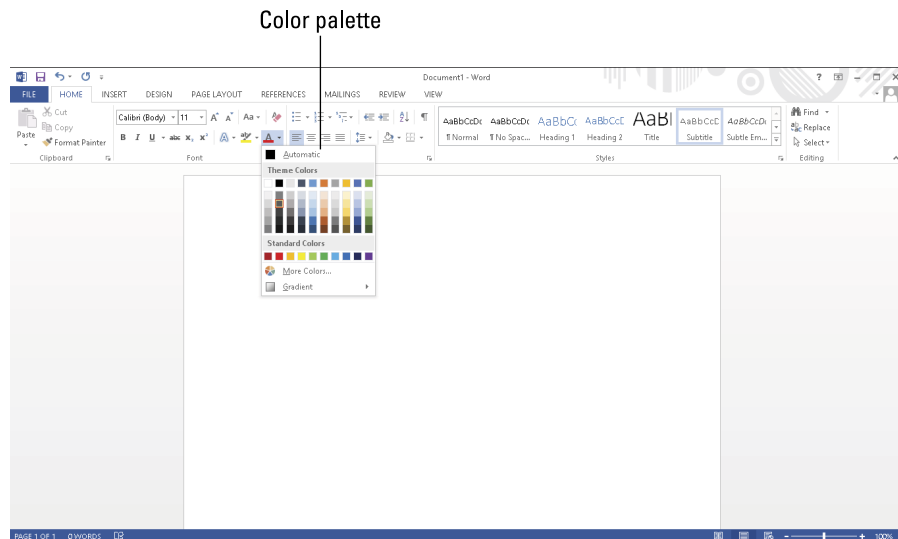 Color palette
Document1 - Word
FILE HOME INSERT DESIGN PAGE LAYOUT REFERENCES MAILINGS REVIEW VIEW
Cut
Copy
Paste
Format Painter
Clipboard
Calibri (Body) 11
Font
AaBbCcDc AaBbCcDc AaBbCc AaBbCcC AaBl AaBbCcC AaBbCcDc
¶ Normal ¶ No Spac... Heading 1 Heading 2 Title Subtitle Subtle Em...
Styles
Find
Replace
Select
Editing
Automatic
Theme Colors
Standard Colors
More Colors...
Gradient
PAGE 1 OF 1 0 WORDS 100%